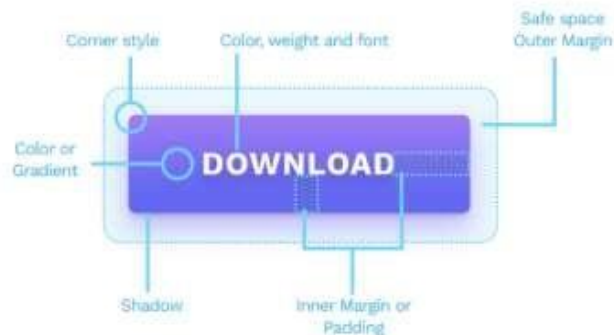 Corner style
Color, weight and font
Safe space
Outer Margin
Color or
Gradient
DOWNLOAD
Shadow
Inner Margin or
Padding